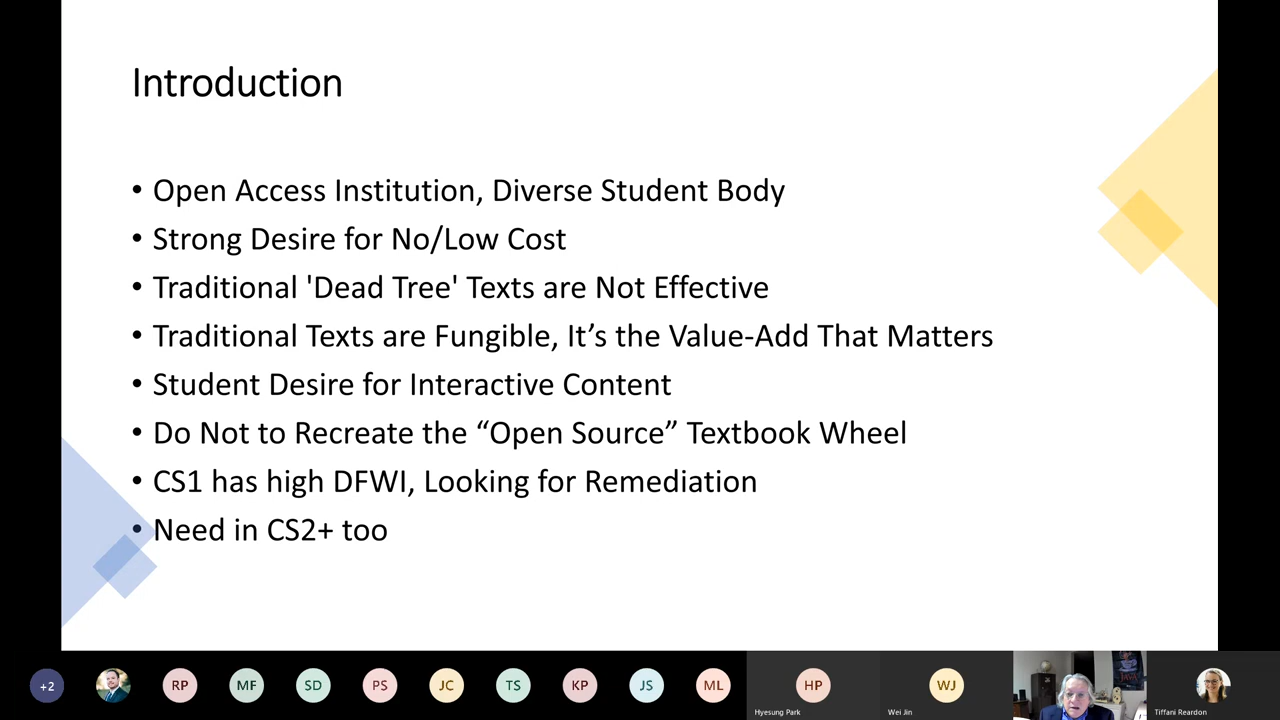 Introduction
• Open Access Institution, Diverse Student Body
• Strong Desire for No/Low Cost
• Traditional 'Dead Tree' Texts are Not Effective
• Traditional Texts are Fungible, It’s the Value-Add That Matters
• Student Desire for Interactive Content
• Do Not to Recreate the “Open Source” Textbook Wheel
• CS1 has high DFWI, Looking for Remediation
• Need in CS2+ too
+2 RP MF SD PS JC TS KP JS ML HP WJ
Hyesung Park Wei Jin Tiffani Reardon